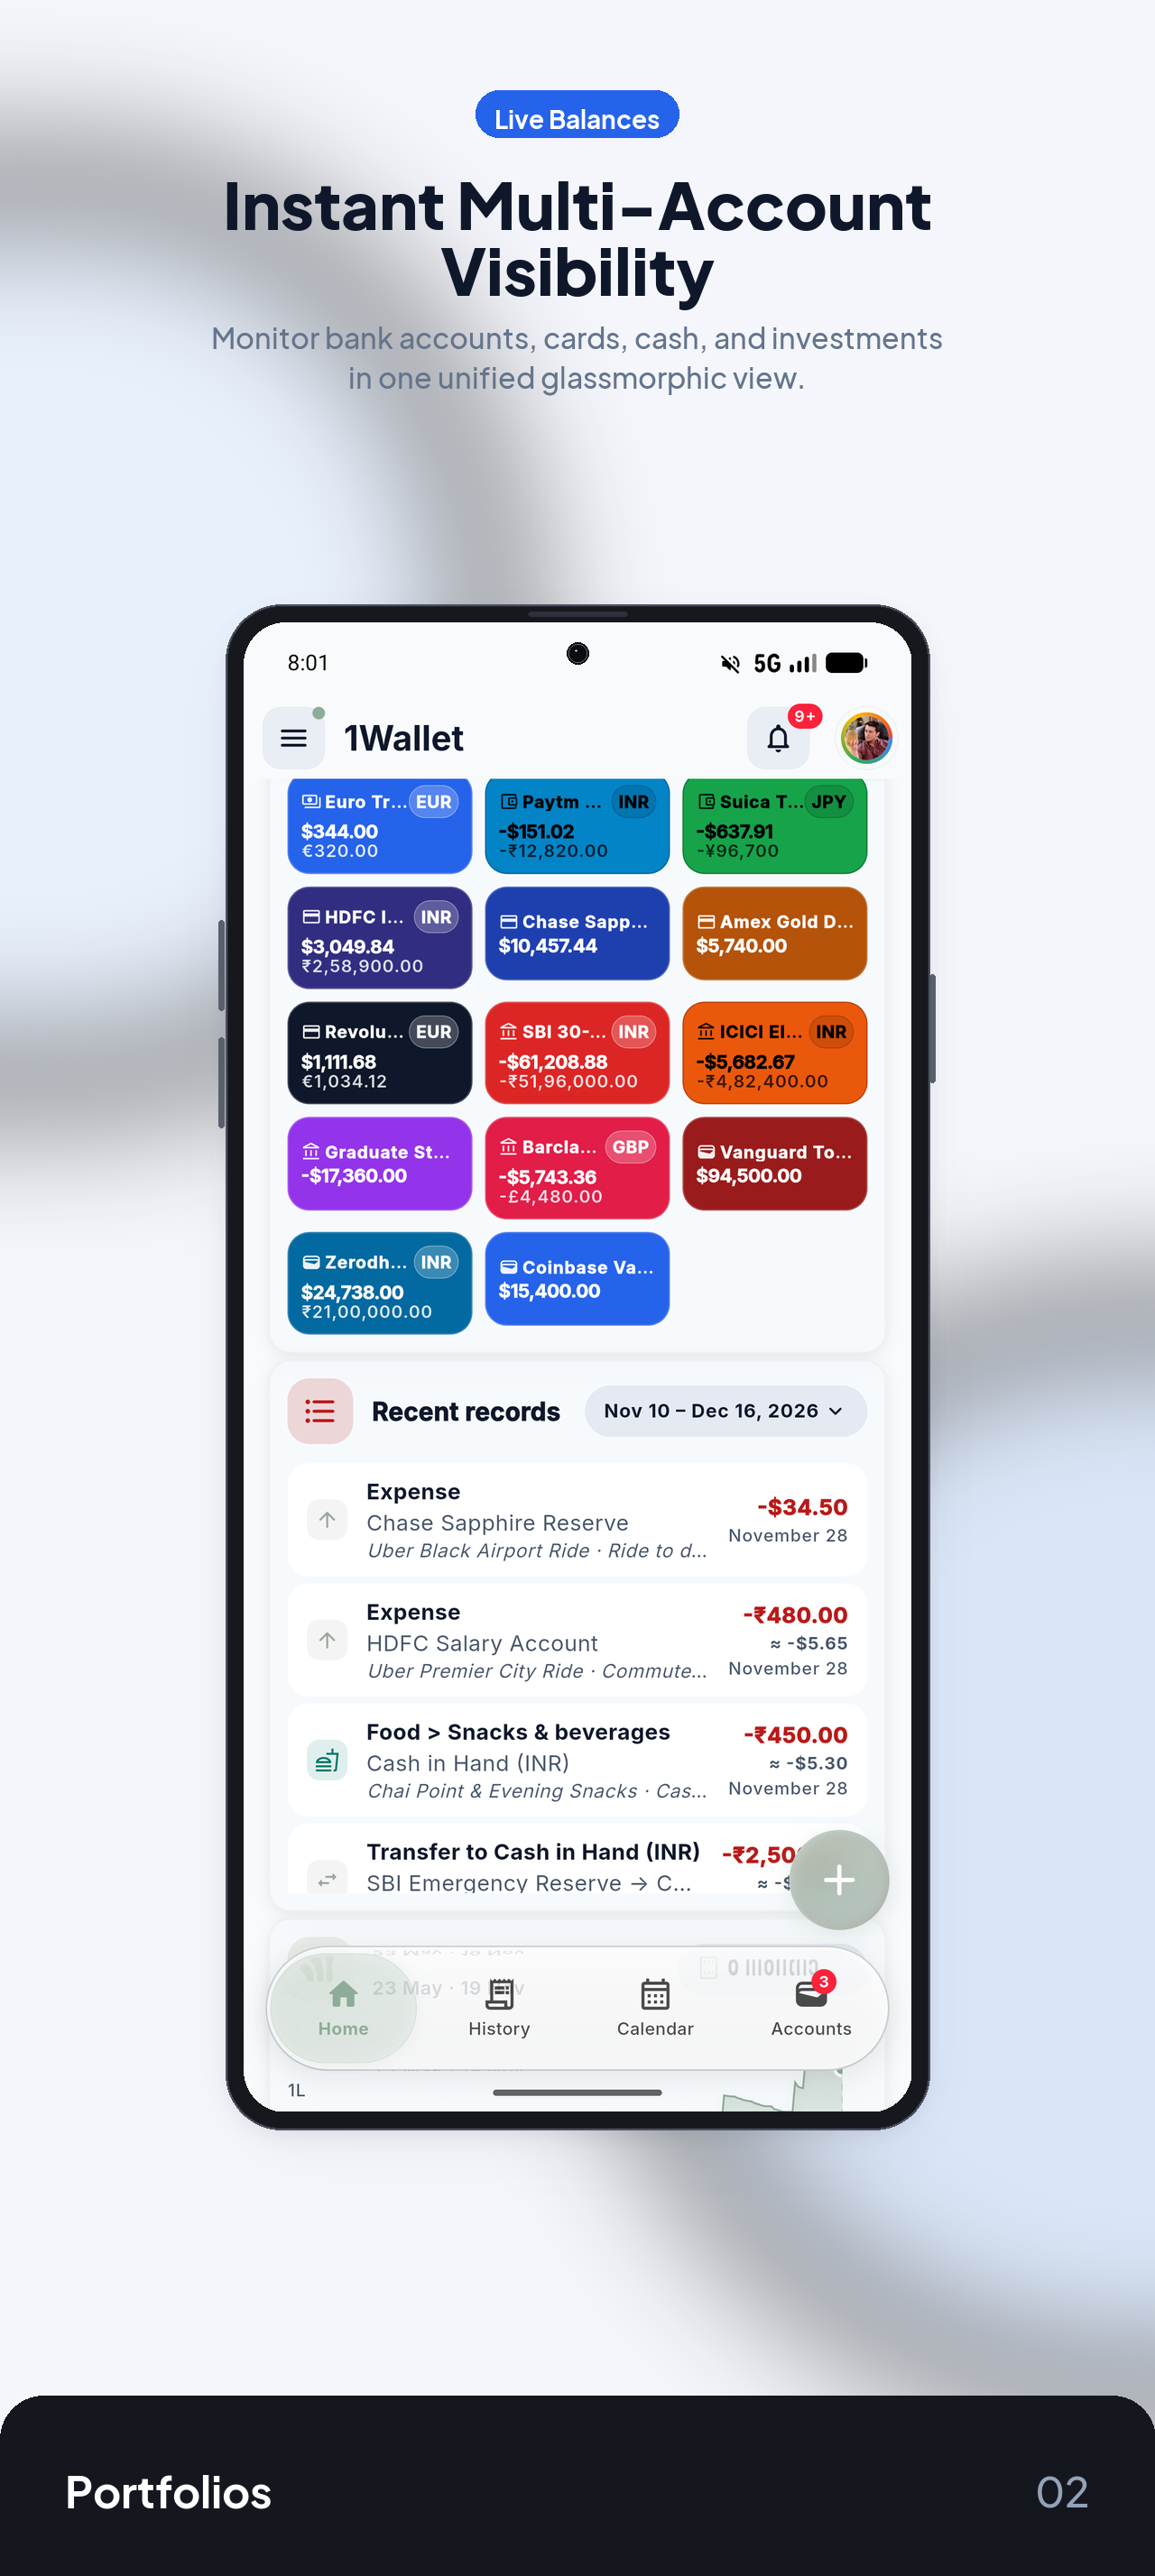 Live Balances
Instant Multi-Account
Visibility
Monitor bank accounts, cards, cash, and investments
in one unified glassmorphic view.
8:01
5G
1Wallet
9+
Euro Tr... EUR
$344.00
€320.00
Paytm ... INR
-$151.02
-₹12,820.00
Suica T... JPY
-$637.91
-¥96,700
HDFC I... INR
$3,049.84
₹2,58,900.00
Chase Sapp...
$10,457.44
Amex Gold D...
$5,740.00
Revolu... EUR
$1,111.68
€1,034.12
SBI 30-... INR
-$61,208.88
-₹51,96,000.00
ICICI El... INR
-$5,682.67
-₹4,82,400.00
Graduate St...
-$17,360.00
Barcla... GBP
-$5,743.36
-£4,480.00
Vanguard To...
$94,500.00
Zerodh... INR
$24,738.00
₹21,00,000.00
Coinbase Va...
$15,400.00
Recent records
Nov 10 – Dec 16, 2026
Expense
Chase Sapphire Reserve
Uber Black Airport Ride · Ride to d...
-$34.50
November 28
Expense
HDFC Salary Account
Uber Premier City Ride · Commute...
-₹480.00
≈ -$5.65
November 28
Food > Snacks & beverages
Cash in Hand (INR)
Chai Point & Evening Snacks · Cas...
-₹450.00
≈ -$5.30
November 28
Transfer to Cash in Hand (INR)
SBI Emergency Reserve → C...
-₹2,50
≈ -$
23 May · 19
3
Home
History
Calendar
Accounts
1L
Portfolios
02